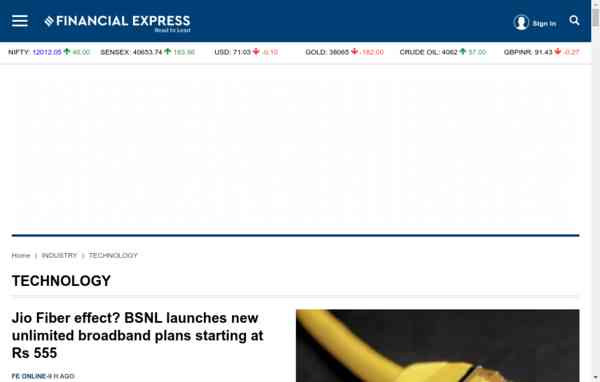 FINANCIAL EXPRESS
Read to Lead
Sign In
NIFTY: 12012.05 48.00 SENSEX: 40653.74 183.96 USD: 71.03 -0.10 GOLD: 38065 -182.00 CRUDE OIL: 4062 57.00 GBPINR: 91.43 -0.27
Home | INDUSTRY | TECHNOLOGY
TECHNOLOGY
Jio Fiber effect? BSNL launches new
unlimited broadband plans starting at
Rs 555
FE ONLINE-9 H AGO